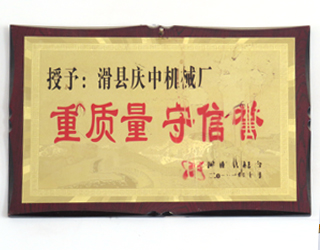 授予：滑县庆中机械厂
重质量 守信誉